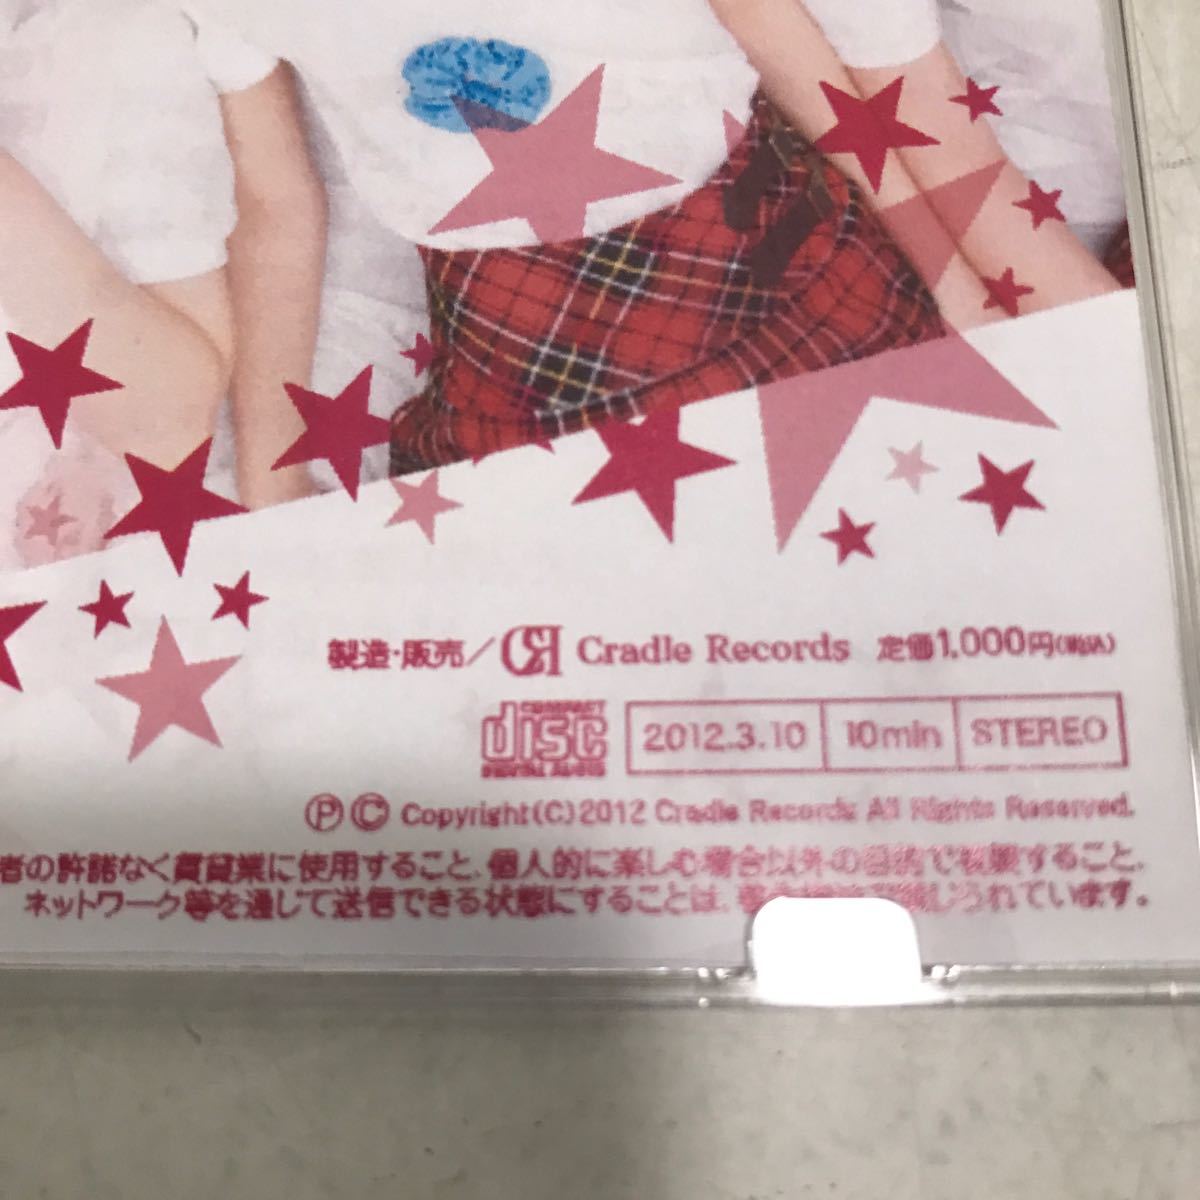 製造・販売／CR Cradle Records 定価1,000円(税込)
COMPACT disc DIGITAL AUDIO 2012.3.10 10min STEREO
Ⓟ Ⓒ Copyright(C)2012 Cradle Records All Rights Reserved.
者の許諾なく賃貸業に使用すること、個人的に楽しむ場合以外の目的で複製すること、
ネットワーク等を通じて送信できる状態にすることは、じられています。